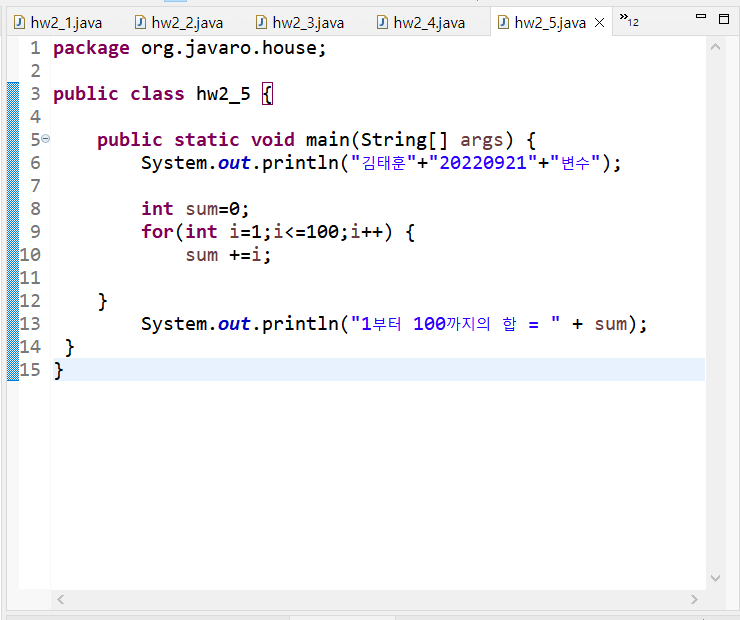 hw2_1.java hw2_2.java hw2_3.java hw2_4.java hw2_5.java »12
1 package org.javaro.house;
2
3 public class hw2_5 {
4
5 public static void main(String[] args) {
6 System.out.println("김태훈"+"20220921"+"변수");
7
8 int sum=0;
9 for(int i=1;i<=100;i++) {
10 sum +=i;
11
12 }
13 System.out.println("1부터 100까지의 합 = " + sum);
14 }
15 }